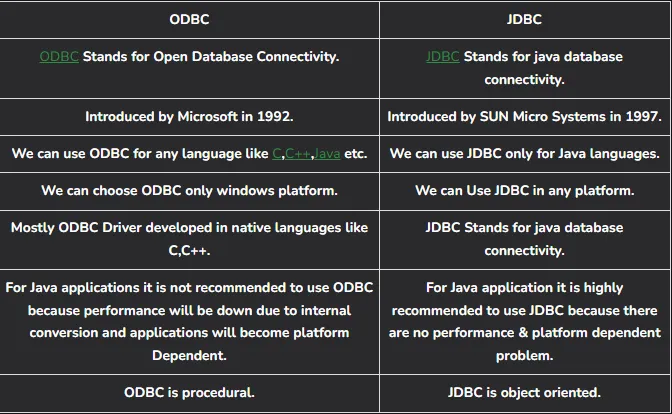 ODBC
JDBC
ODBC Stands for Open Database Connectivity.
JDBC Stands for java database
connectivity.
Introduced by Microsoft in 1992.
Introduced by SUN Micro Systems in 1997.
We can use ODBC for any language like C,C++,Java etc.
We can use JDBC only for Java languages.
We can choose ODBC only windows platform.
We can Use JDBC in any platform.
Mostly ODBC Driver developed in native languages like
C,C++.
JDBC Stands for java database
connectivity.
For Java applications it is not recommended to use ODBC
because performance will be down due to internal
conversion and applications will become platform
Dependent.
For Java application it is highly
recommended to use JDBC because there
are no performance & platform dependent
problem.
ODBC is procedural.
JDBC is object oriented.